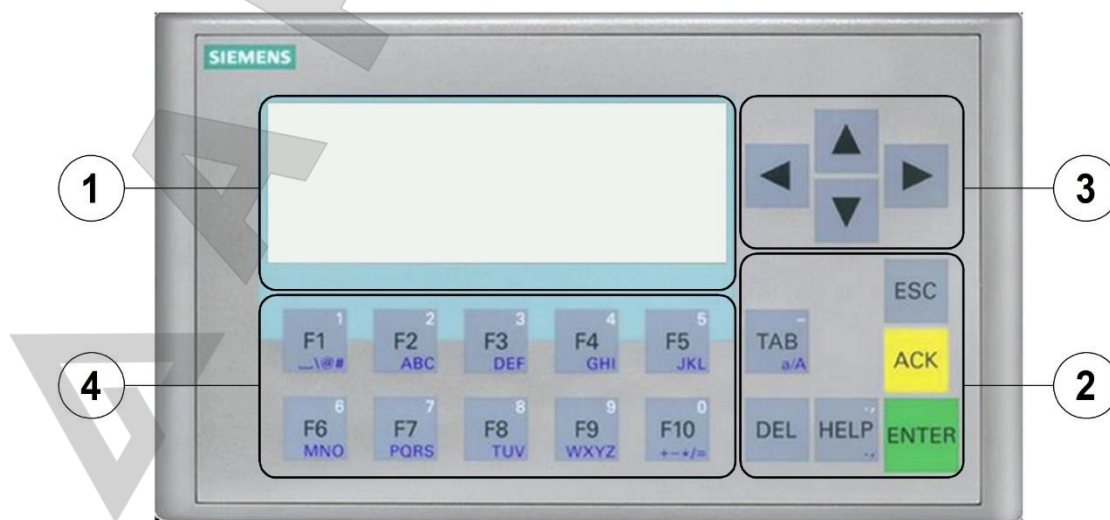 SIEMENS
1
3
1 2 3 4 5
F1 F2 F3 F4 F5
⎵\@# ABC DEF GHI JKL
6 7 8 9 0
F6 F7 F8 F9 F10
MNO PQRS TUV WXYZ +-*/=
4
ESC
–
TAB
a/A
ACK
DEL HELP ENTER
2